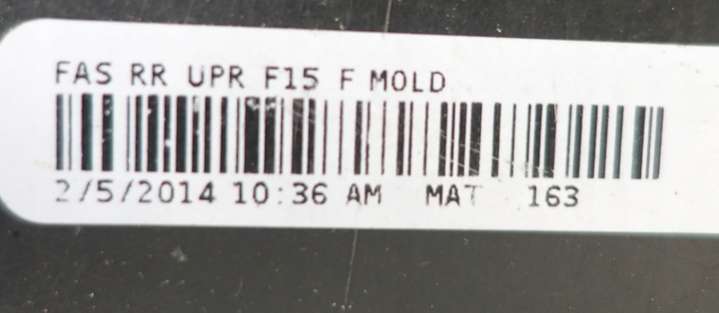 FAS RR UPR F15 F MOLD
2/5/2014 10:36 AM MAT 163